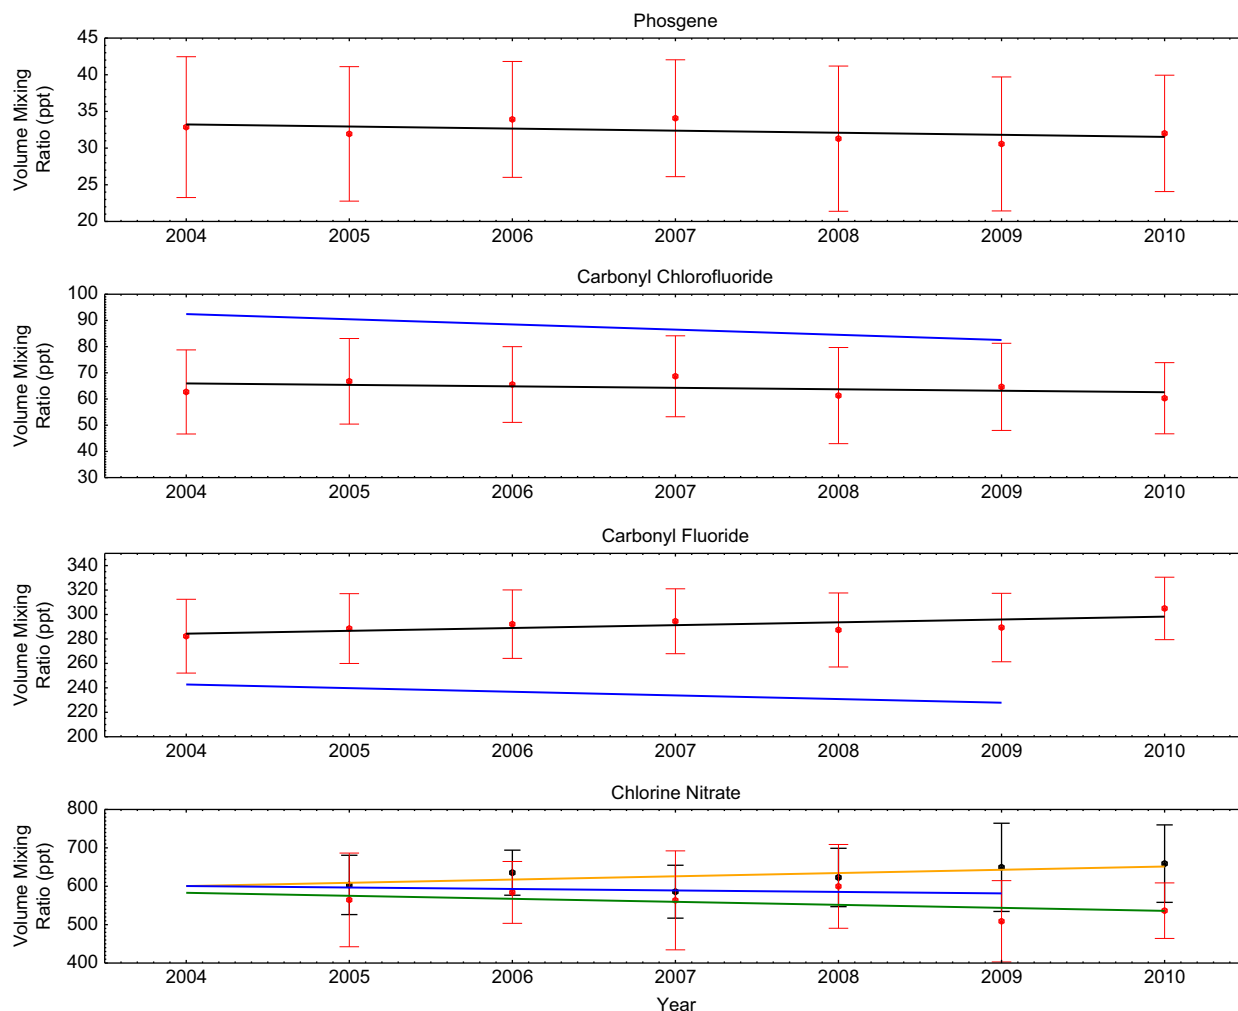 Phosgene
Volume Mixing
Ratio (ppt)
45
40
35
30
25
20
2004 2005 2006 2007 2008 2009 2010
Carbonyl Chlorofluoride
Volume Mixing
Ratio (ppt)
100
90
80
70
60
50
40
30
2004 2005 2006 2007 2008 2009 2010
Carbonyl Fluoride
Volume Mixing
Ratio (ppt)
340
320
300
280
260
240
220
200
2004 2005 2006 2007 2008 2009 2010
Chlorine Nitrate
Volume Mixing
Ratio (ppt)
800
700
600
500
400
2004 2005 2006 2007 2008 2009 2010
Year